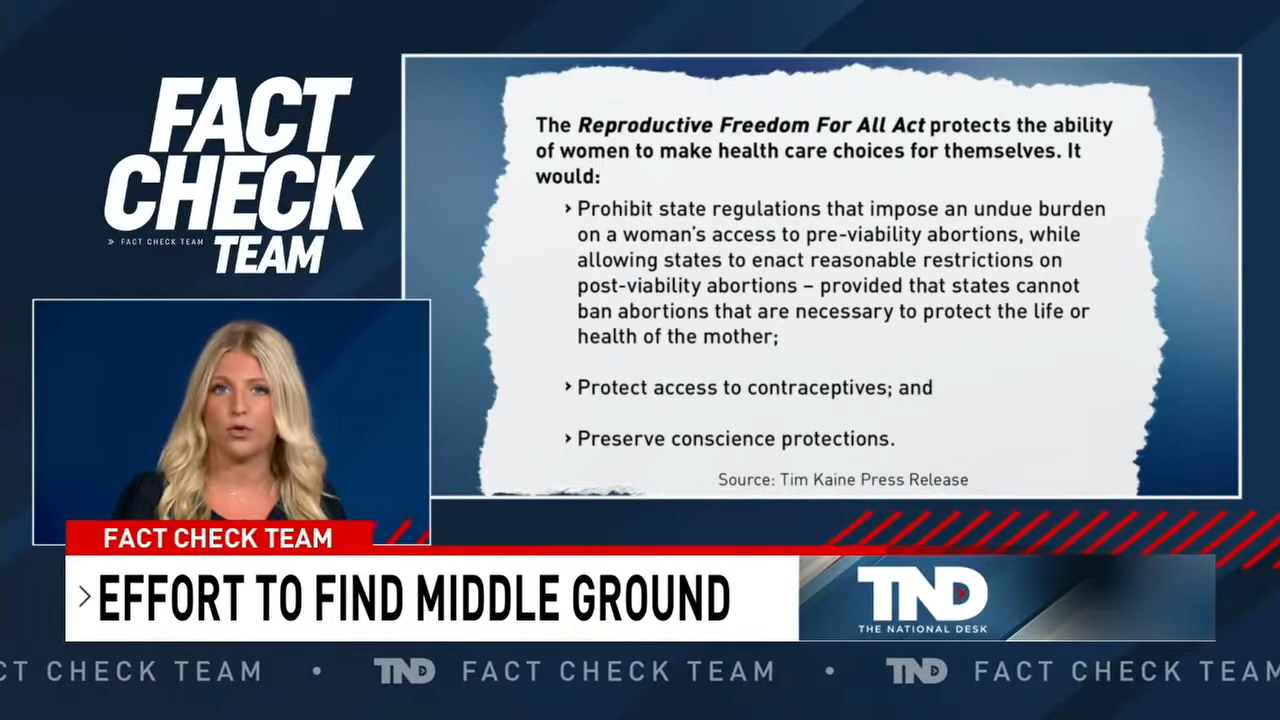 FACT
CHECK
» FACT CHECK TEAM
TEAM
The Reproductive Freedom For All Act protects the ability
of women to make health care choices for themselves. It
would:
› Prohibit state regulations that impose an undue burden
on a woman's access to pre-viability abortions, while
allowing states to enact reasonable restrictions on
post-viability abortions – provided that states cannot
ban abortions that are necessary to protect the life or
health of the mother;
› Protect access to contraceptives; and
› Preserve conscience protections.
Source: Tim Kaine Press Release
FACT CHECK TEAM
› EFFORT TO FIND MIDDLE GROUND
TND
THE NATIONAL DESK
CT CHECK TEAM • TND FACT CHECK TEAM • TND FACT CHECK TEAM